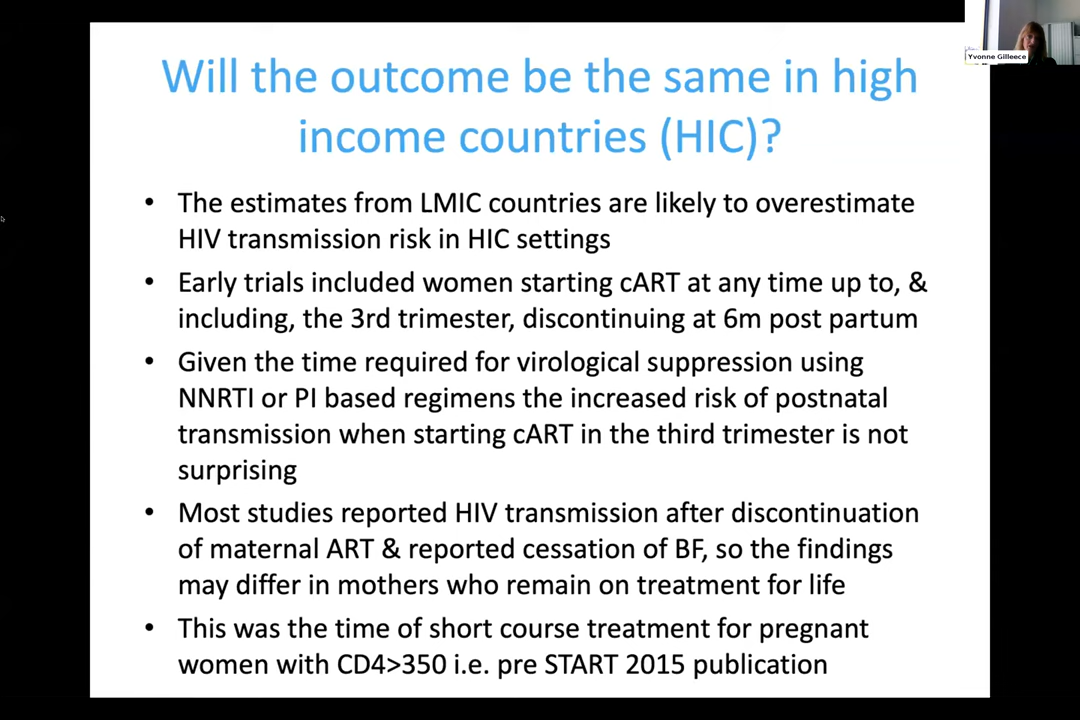 Will the outcome be the same in high
income countries (HIC)?
• The estimates from LMIC countries are likely to overestimate
HIV transmission risk in HIC settings
• Early trials included women starting cART at any time up to, &
including, the 3rd trimester, discontinuing at 6m post partum
• Given the time required for virological suppression using
NNRTI or PI based regimens the increased risk of postnatal
transmission when starting cART in the third trimester is not
surprising
• Most studies reported HIV transmission after discontinuation
of maternal ART & reported cessation of BF, so the findings
may differ in mothers who remain on treatment for life
• This was the time of short course treatment for pregnant
women with CD4>350 i.e. pre START 2015 publication
Yvonne Gilleece